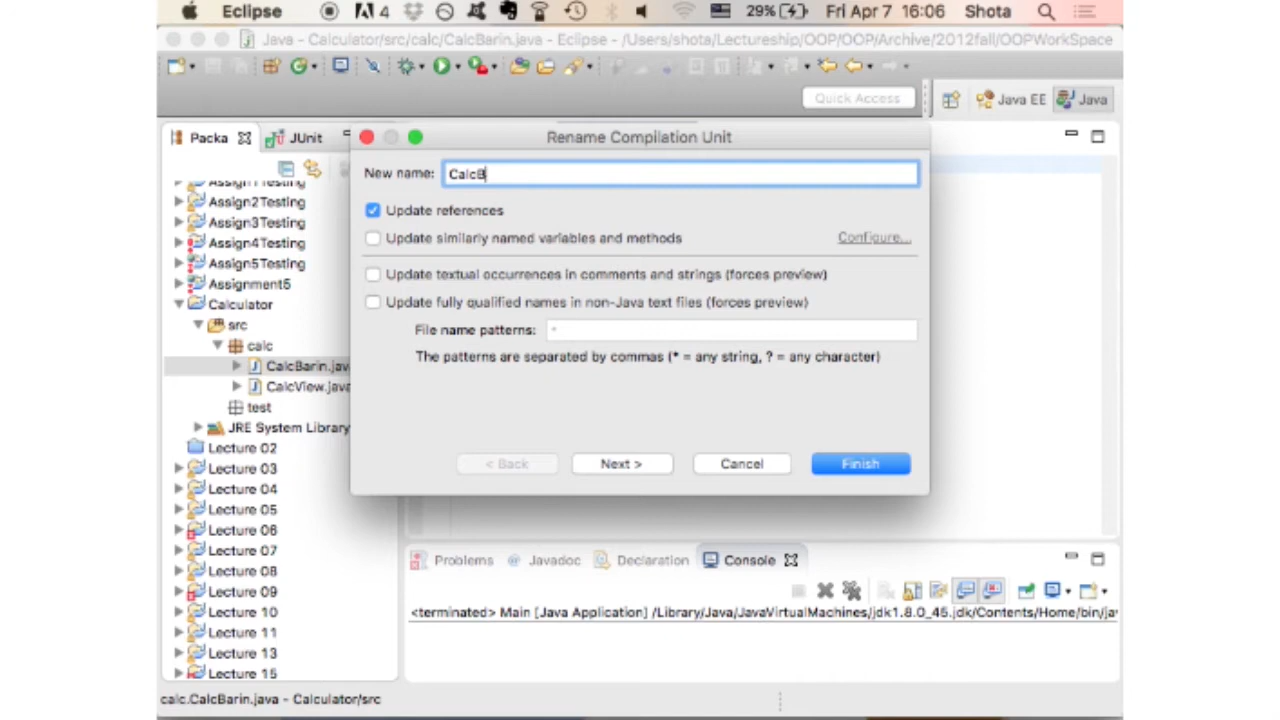 Eclipse 4 29% Fri Apr 7 16:06 Shota
Java - Calculator/src/calc/CalcBarin.java - Eclipse - /Users/shota/Lectureship/OOP/OOP/Archive/2012fall/OOPWorkSpace
Quick Access Java EE Java
Packa JUnit
Rename Compilation Unit
New name: CalcB
Update references
Update similarly named variables and methods Configure...
Update textual occurrences in comments and strings (forces preview)
Update fully qualified names in non-Java text files (forces preview)
File name patterns: *
The patterns are separated by commas (* = any string, ? = any character)
< Back Next > Cancel Finish
Assign1Testing
Assign2Testing
Assign3Testing
Assign4Testing
Assign5Testing
Assignment5
Calculator
src
calc
CalcBarin.jav
CalcView.java
test
JRE System Library
Lecture 02
Lecture 03
Lecture 04
Lecture 05
Lecture 06
Lecture 07
Lecture 08
Lecture 09
Lecture 10
Lecture 11
Lecture 13
Lecture 15
Problems @ Javadoc Declaration Console
<terminated> Main [Java Application] /Library/Java/JavaVirtualMachines/jdk1.8.0_45.jdk/Contents/Home/bin/ja
calc.CalcBarin.java - Calculator/src